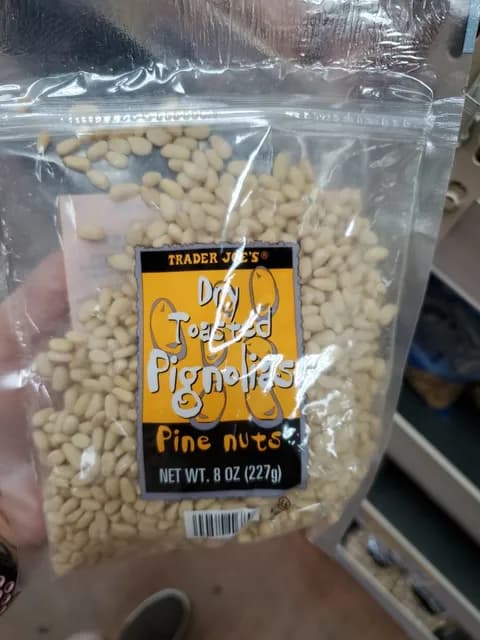 TRADER JOE'S®
Dry
Toasted
Pignolias
Pine nuts
NET WT. 8 OZ (227g)